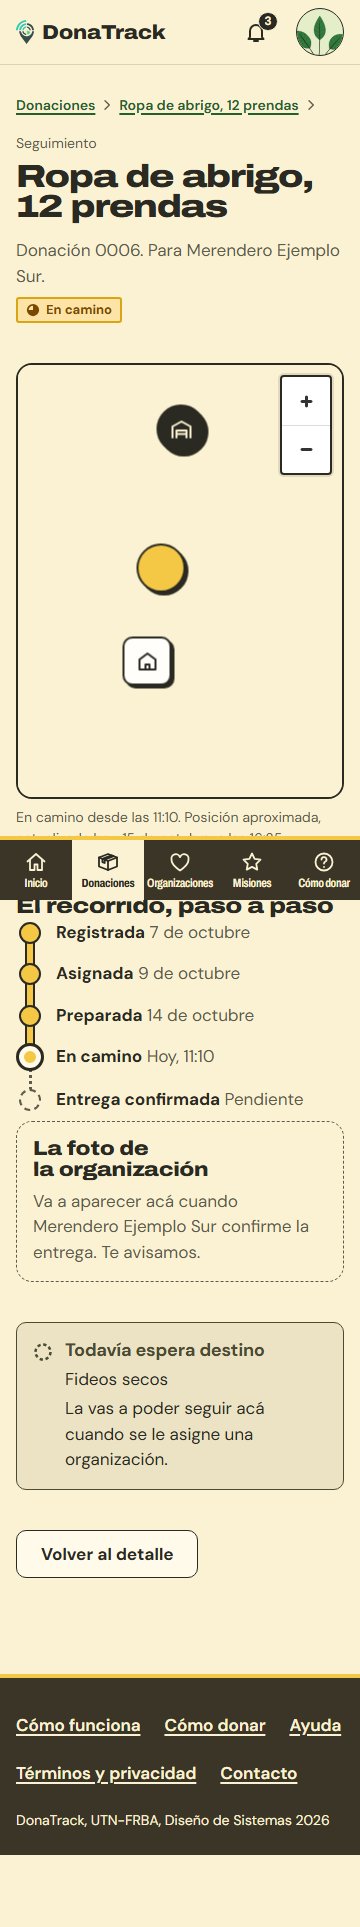 DonaTrack
3
Donaciones > Ropa de abrigo, 12 prendas >
Seguimiento
Ropa de abrigo,
12 prendas
Donación 0006. Para Merendero Ejemplo
Sur.
En camino
+
−
En camino desde las 11:10. Posición aproximada,
Inicio
Donaciones
Organizaciones
Misiones
Cómo donar
El recorrido, paso a paso
Registrada 7 de octubre
Asignada 9 de octubre
Preparada 14 de octubre
En camino Hoy, 11:10
Entrega confirmada Pendiente
La foto de
la organización
Va a aparecer acá cuando
Merendero Ejemplo Sur confirme la
entrega. Te avisamos.
Todavía espera destino
Fideos secos
La vas a poder seguir acá
cuando se le asigne una
organización.
Volver al detalle
Cómo funciona
Cómo donar
Ayuda
Términos y privacidad
Contacto
DonaTrack, UTN-FRBA, Diseño de Sistemas 2026